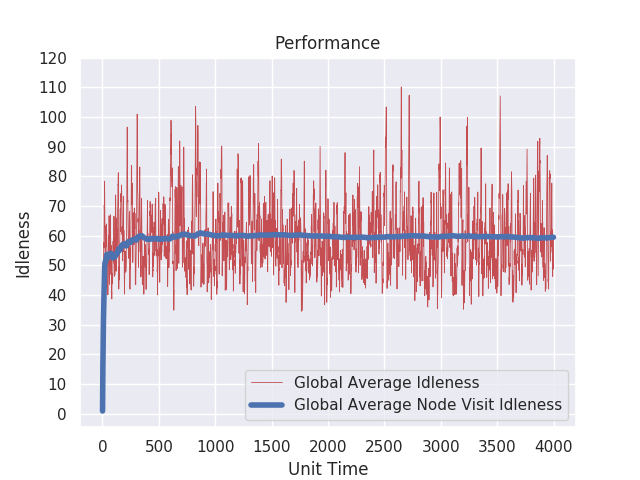 Performance
Idleness
120
110
100
90
80
70
60
50
40
30
20
10
0
0 500 1000 1500 2000 2500 3000 3500 4000
Unit Time
Global Average Idleness
Global Average Node Visit Idleness